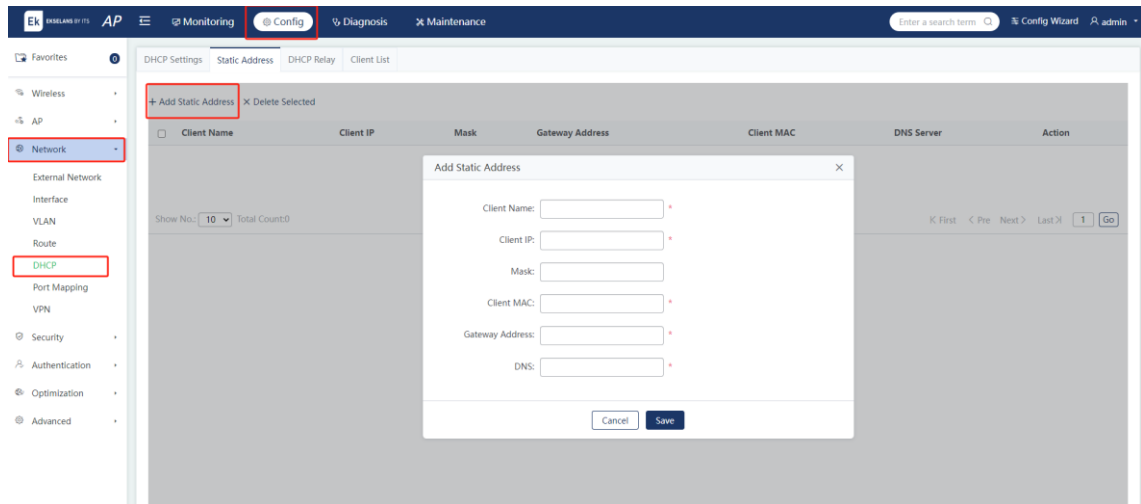 Ek EKSELANS BY ITS AP Monitoring Config Diagnosis Maintenance Enter a search term Config Wizard admin
Favorites 0
DHCP Settings Static Address DHCP Relay Client List
Wireless
+ Add Static Address X Delete Selected
AP
Client Name Client IP Mask Gateway Address Client MAC DNS Server Action
Network
Add Static Address
External Network
Interface
Client Name: *
VLAN
Show No.: 10 Total Count:0
First < Pre Next > Last 1 Go
Route
Client IP: *
DHCP
Mask:
Port Mapping
Client MAC: *
VPN
Security
Gateway Address: *
Authentication
DNS: *
Optimization
Advanced
Cancel Save